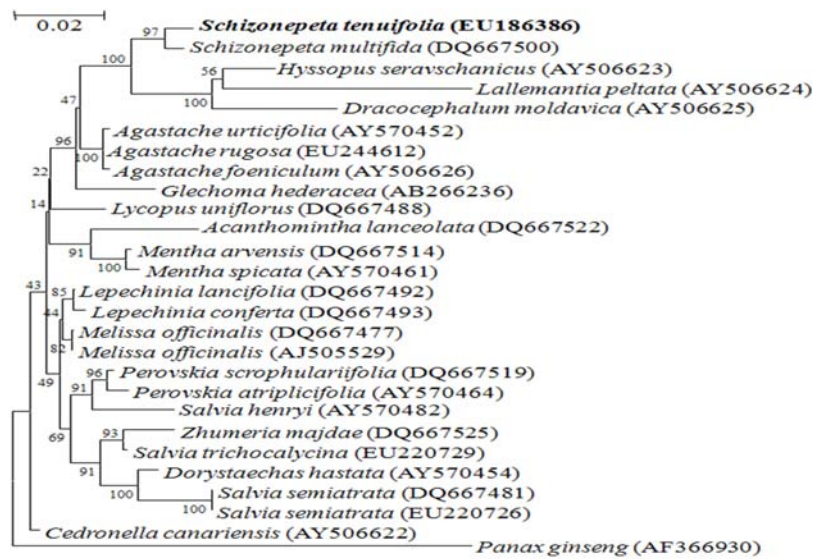 0.02
97
Schizonepeta tenuifolia (EU186386)
Schizonepeta multifida (DQ667500)
100
56
Hyssopus seravschanicus (AY506623)
Lallemantia peltata (AY506624)
100
Dracocephalum moldavica (AY506625)
47
Agastache urticifolia (AY570452)
96
100
Agastache rugosa (EU244612)
Agastache foeniculum (AY506626)
22
Glechoma hederacea (AB266236)
14
Lycopus uniflorus (DQ667488)
Acanthomintha lanceolata (DQ667522)
91
Mentha arvensis (DQ667514)
100
Mentha spicata (AY570461)
43
85
Lepechinia lancifolia (DQ667492)
44
Lepechinia conferta (DQ667493)
Melissa officinalis (DQ667477)
82
Melissa officinalis (AJ505529)
49
96
Perovskia scrophulariifolia (DQ667519)
91
Perovskia atriplicifolia (AY570464)
Salvia henryi (AY570482)
69
93
Zhumeria majdae (DQ667525)
Salvia trichocalycina (EU220729)
91
Dorystaechas hastata (AY570454)
100
Salvia semiatrata (DQ667481)
100
Salvia semiatrata (EU220726)
Cedronella canariensis (AY506622)
Panax ginseng (AF366930)